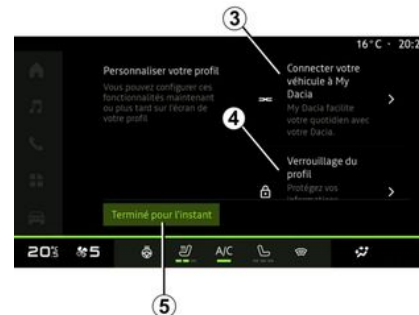 3
16°C · 20:2
Personnaliser votre profil
Vous pouvez configurer ces
fonctionnalités maintenant
ou plus tard sur l'écran de
votre profil
Connecter votre
véhicule à My
Dacia
My Dacia facilite
votre quotidien avec
votre Dacia.
4
Verrouillage du
profil
Protégez vos
informations
Terminé pour l'instant
20 5
A/C
5